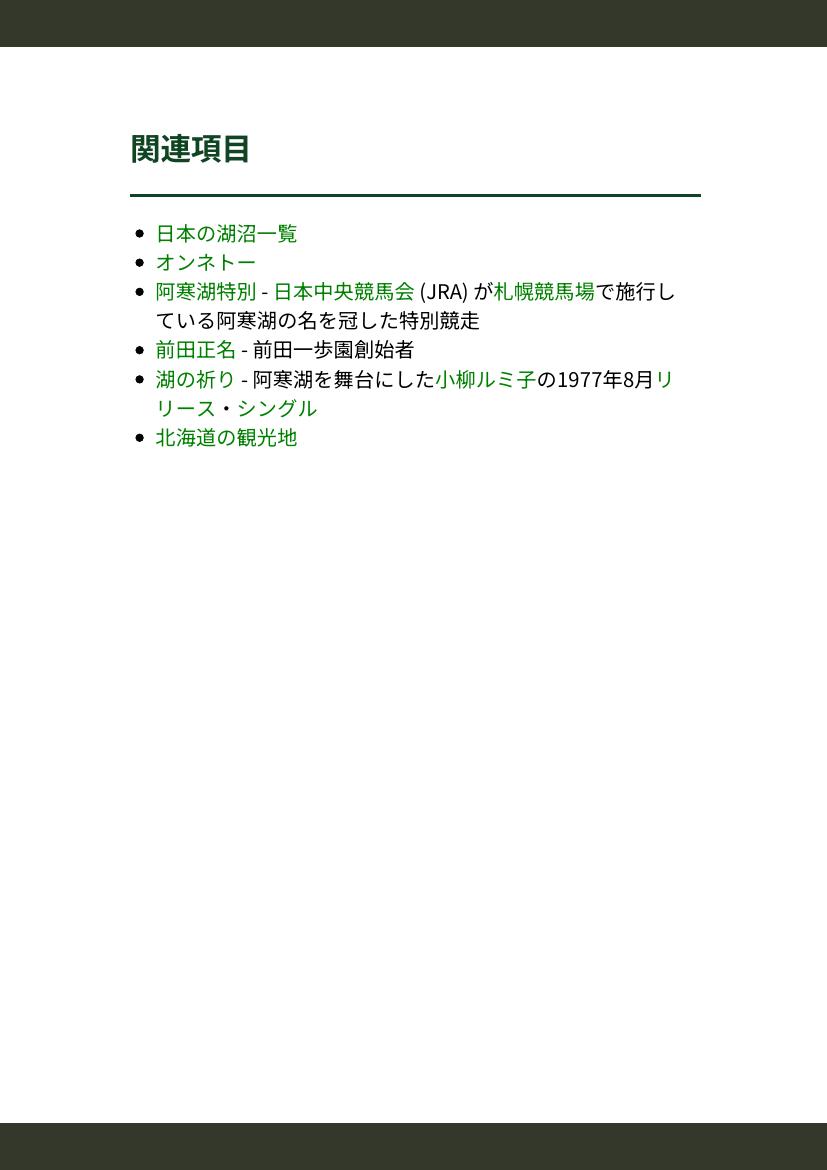 関連項目
日本の湖沼一覧
オンネトー
阿寒湖特別 - 日本中央競馬会 (JRA) が札幌競馬場で施行し
ている阿寒湖の名を冠した特別競走
前田正名 - 前田一歩園創始者
湖の祈り - 阿寒湖を舞台にした小柳ルミ子の1977年8月リ
リース・シングル
北海道の観光地